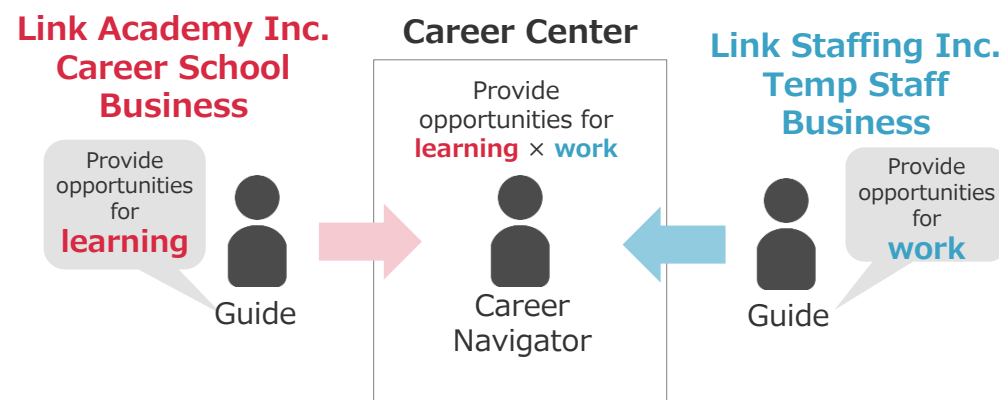 Link Academy Inc.
Career School
Business
Provide
opportunities
for
learning
Guide
Career Center
Provide
opportunities for
learning × work
Career
Navigator
Link Staffing Inc.
Temp Staff
Business
Provide
opportunities
for
work
Guide